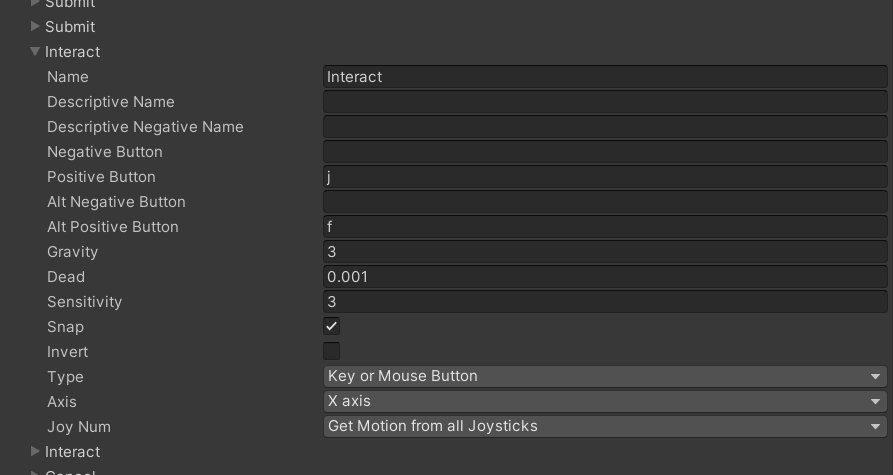 Submit
Submit
Interact
Name Interact
Descriptive Name
Descriptive Negative Name
Negative Button
Positive Button j
Alt Negative Button
Alt Positive Button f
Gravity 3
Dead 0.001
Sensitivity 3
Snap
Invert
Type Key or Mouse Button
Axis X axis
Joy Num Get Motion from all Joysticks
Interact
Cancel